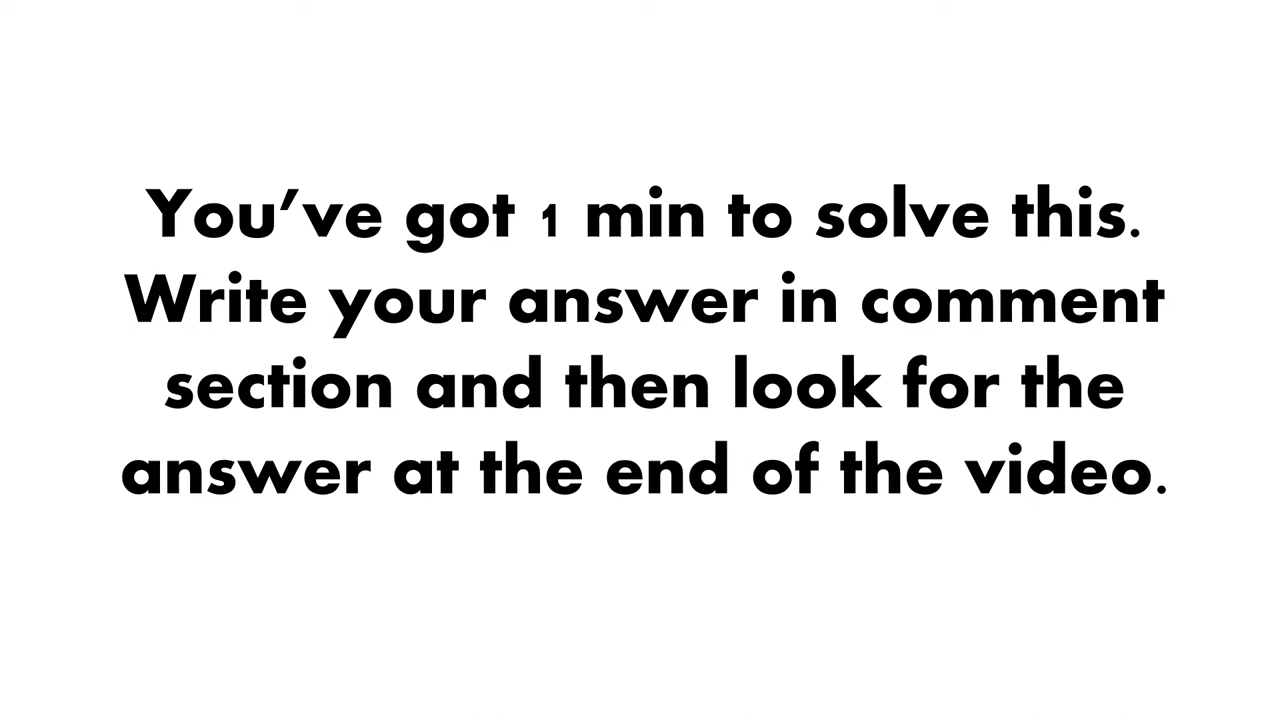 You’ve got 1 min to solve this.
Write your answer in comment
section and then look for the
answer at the end of the video.